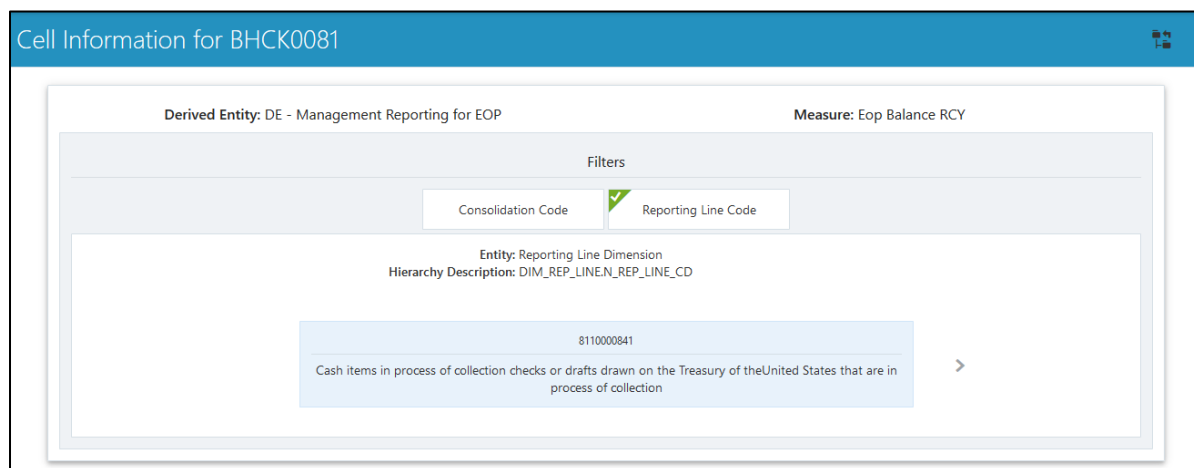 Cell Information for BHCK0081
Derived Entity: DE - Management Reporting for EOP
Measure: Eop Balance RCY
Filters
Consolidation Code
Reporting Line Code
Entity: Reporting Line Dimension
Hierarchy Description: DIM_REP_LINE.N_REP_LINE_CD
8110000841
Cash items in process of collection checks or drafts drawn on the Treasury of theUnited States that are in
process of collection